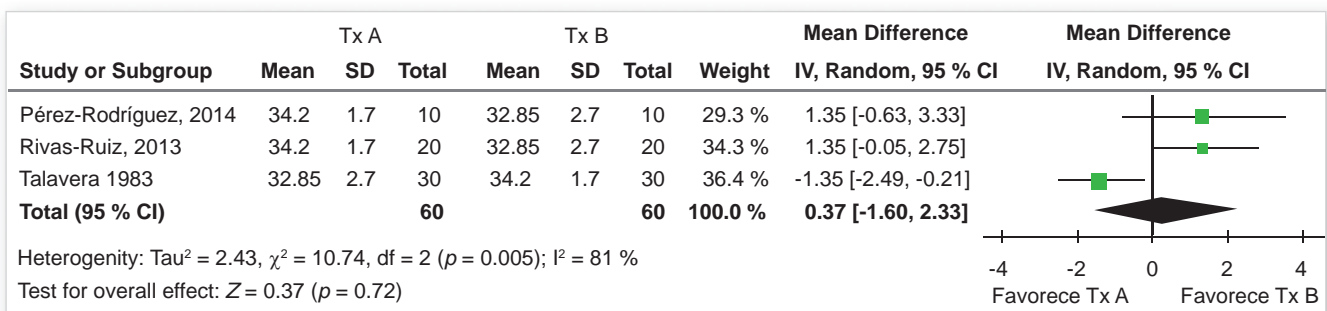 Tx A Tx B Mean Difference Mean Difference
Study or Subgroup Mean SD Total Mean SD Total Weight IV, Random, 95 % CI IV, Random, 95 % CI
Pérez-Rodríguez, 2014 34.2 1.7 10 32.85 2.7 10 29.3 % 1.35 [-0.63, 3.33]
Rivas-Ruiz, 2013 34.2 1.7 20 32.85 2.7 20 34.3 % 1.35 [-0.05, 2.75]
Talavera 1983 32.85 2.7 30 34.2 1.7 30 36.4 % -1.35 [-2.49, -0.21]
Total (95 % CI) 60 60 100.0 % 0.37 [-1.60, 2.33]
Heterogenity: Tau² = 2.43, χ² = 10.74, df = 2 (p = 0.005); I² = 81 %
Test for overall effect: Z = 0.37 (p = 0.72)
-4 -2 0 2 4
Favorece Tx A Favorece Tx B